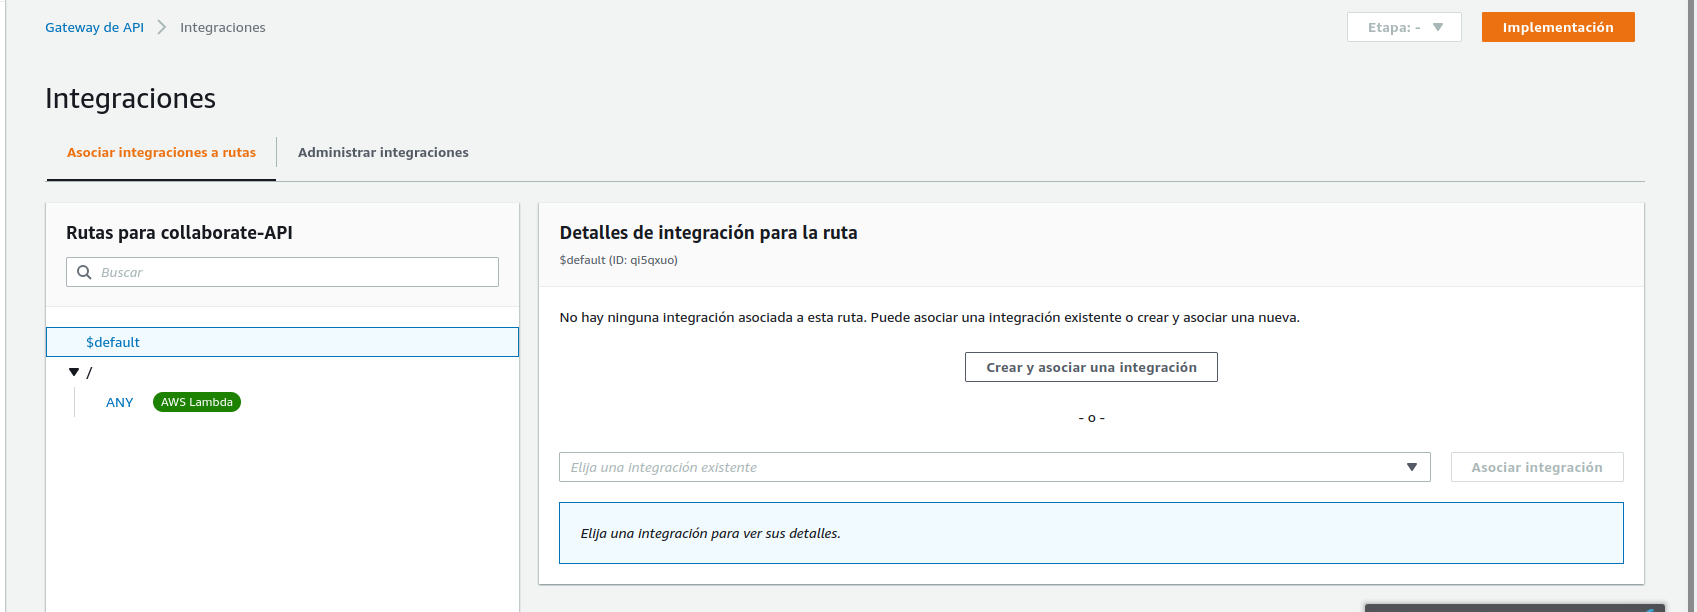 Gateway de API
Integraciones
Etapa: -
Implementación
Integraciones
Asociar integraciones a rutas
Administrar integraciones
Rutas para collaborate-API
Buscar
$default
/
ANY AWS Lambda
Detalles de integración para la ruta
$default (ID: qi5qxuo)
No hay ninguna integración asociada a esta ruta. Puede asociar una integración existente o crear y asociar una nueva.
Crear y asociar una integración
- o -
Elija una integración existente
Asociar integración
Elija una integración para ver sus detalles.